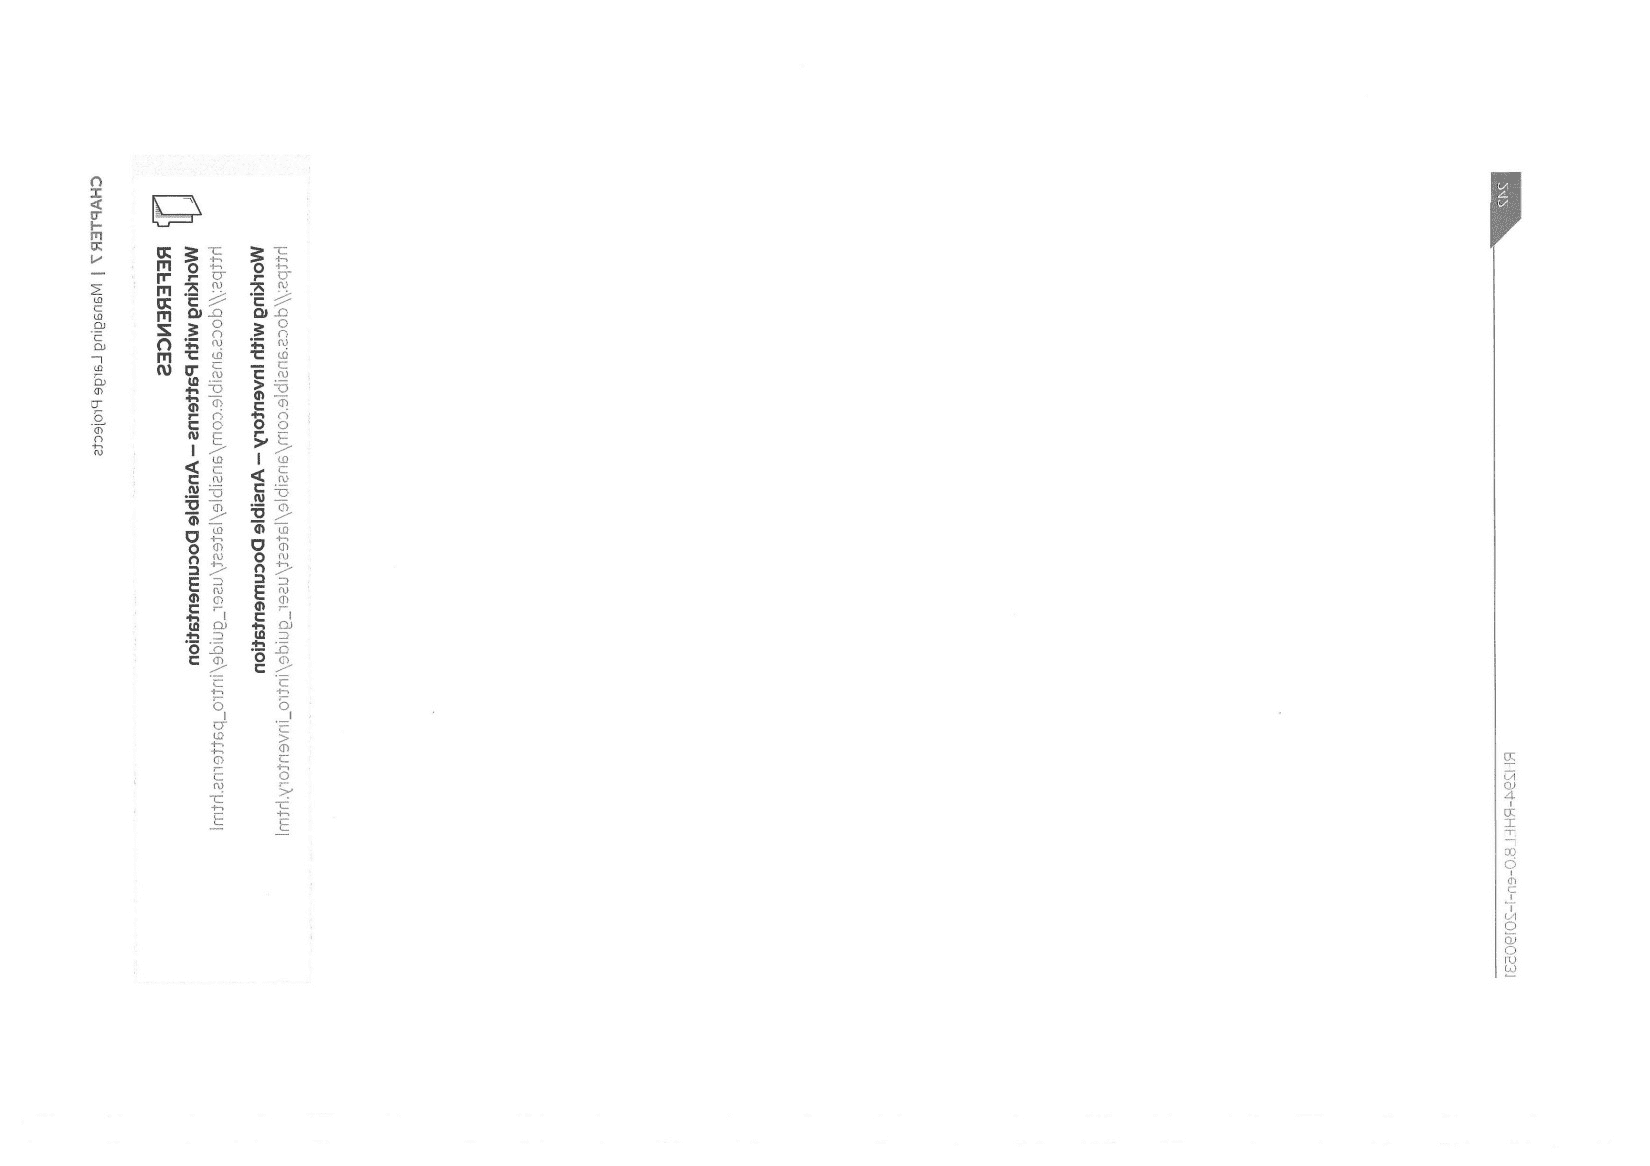 CHAPTER 7 | Managing Large Projects
REFERENCES
Working with Patterns — Ansible Documentation
https://docs.ansible.com/ansible/latest/user_guide/intro_patterns.html
Working with Inventory — Ansible Documentation
https://docs.ansible.com/ansible/latest/user_guide/intro_inventory.html
242
RH294-RHEL8.0-en-1-20190531